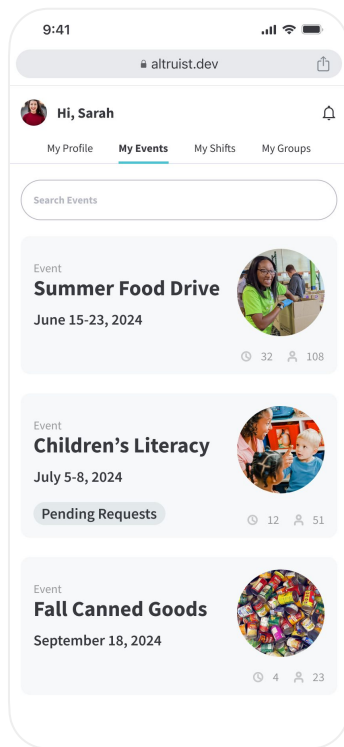 9:41
altruist.dev
Hi, Sarah
My Profile My Events My Shifts My Groups
Search Events
Event
Summer Food Drive
June 15-23, 2024
32 108
Event
Children’s Literacy
July 5-8, 2024
Pending Requests
12 51
Event
Fall Canned Goods
September 18, 2024
4 23